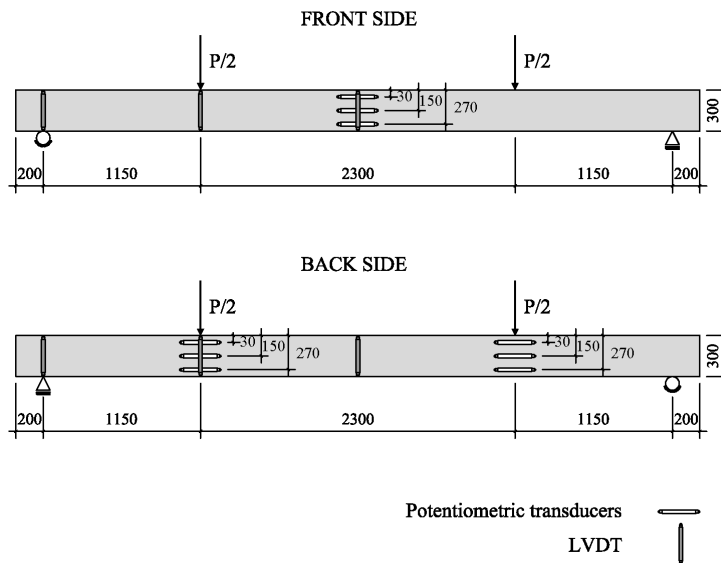 FRONT SIDE
P/2 P/2
30 150 270 300
200 1150 2300 1150 200
BACK SIDE
P/2 P/2
30 150 270 30 150 270 300
200 1150 2300 1150 200
Potentiometric transducers
LVDT